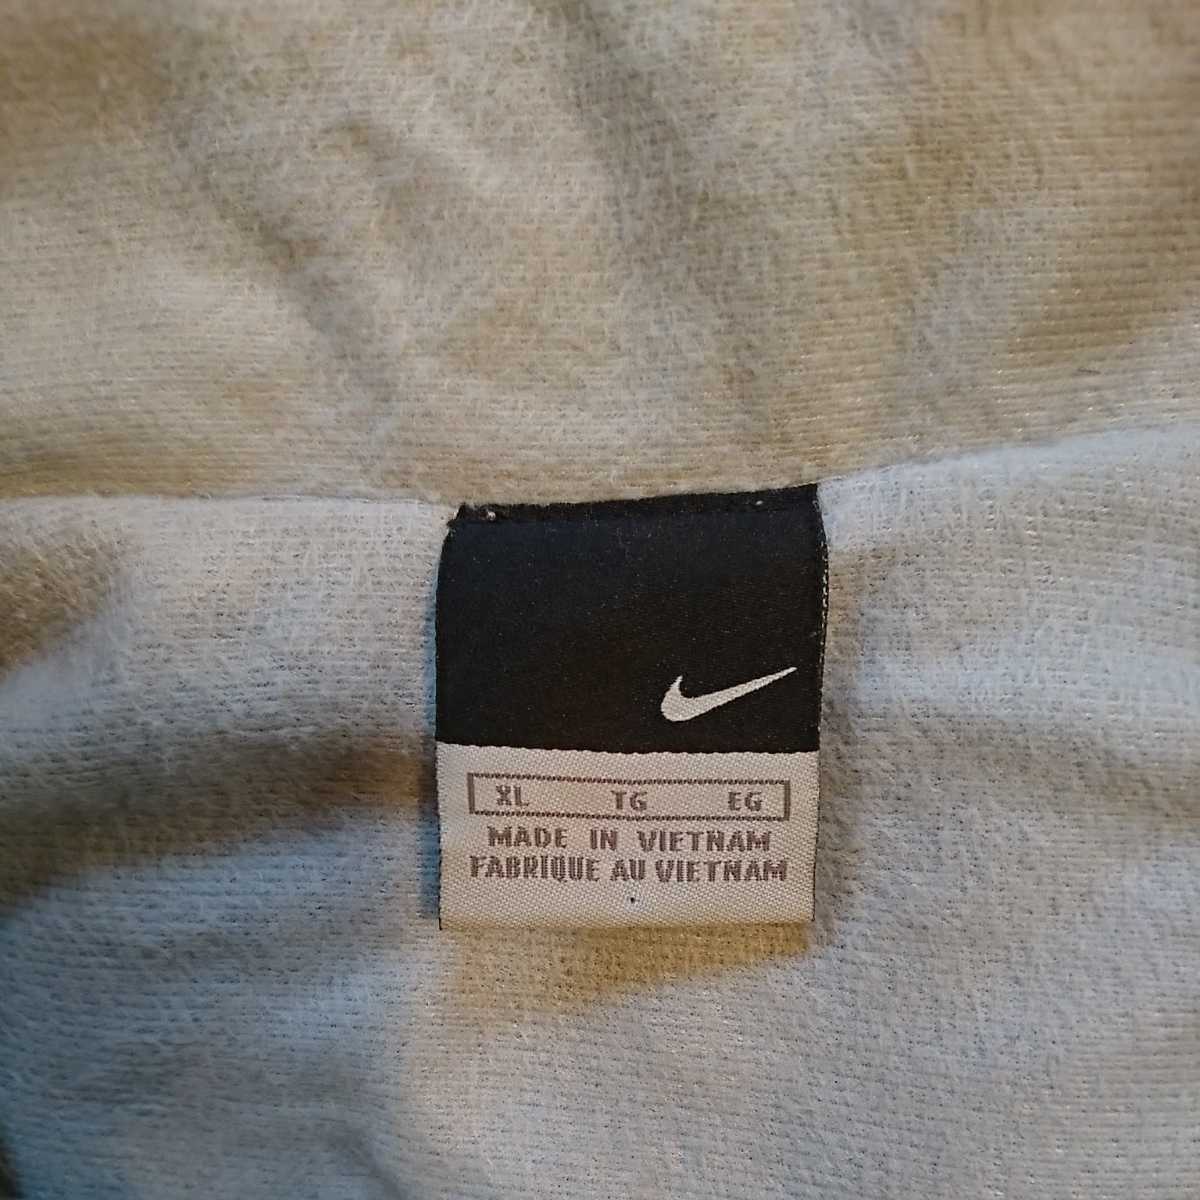 XL TG EG
MADE IN VIETNAM
FABRIQUE AU VIETNAM